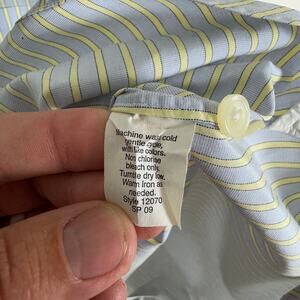 Machine wash cold
gentle cycle,
with like colors.
Non chlorine
bleach only.
Tumble dry low.
Warm iron as
needed.
Style 12070
SP 09